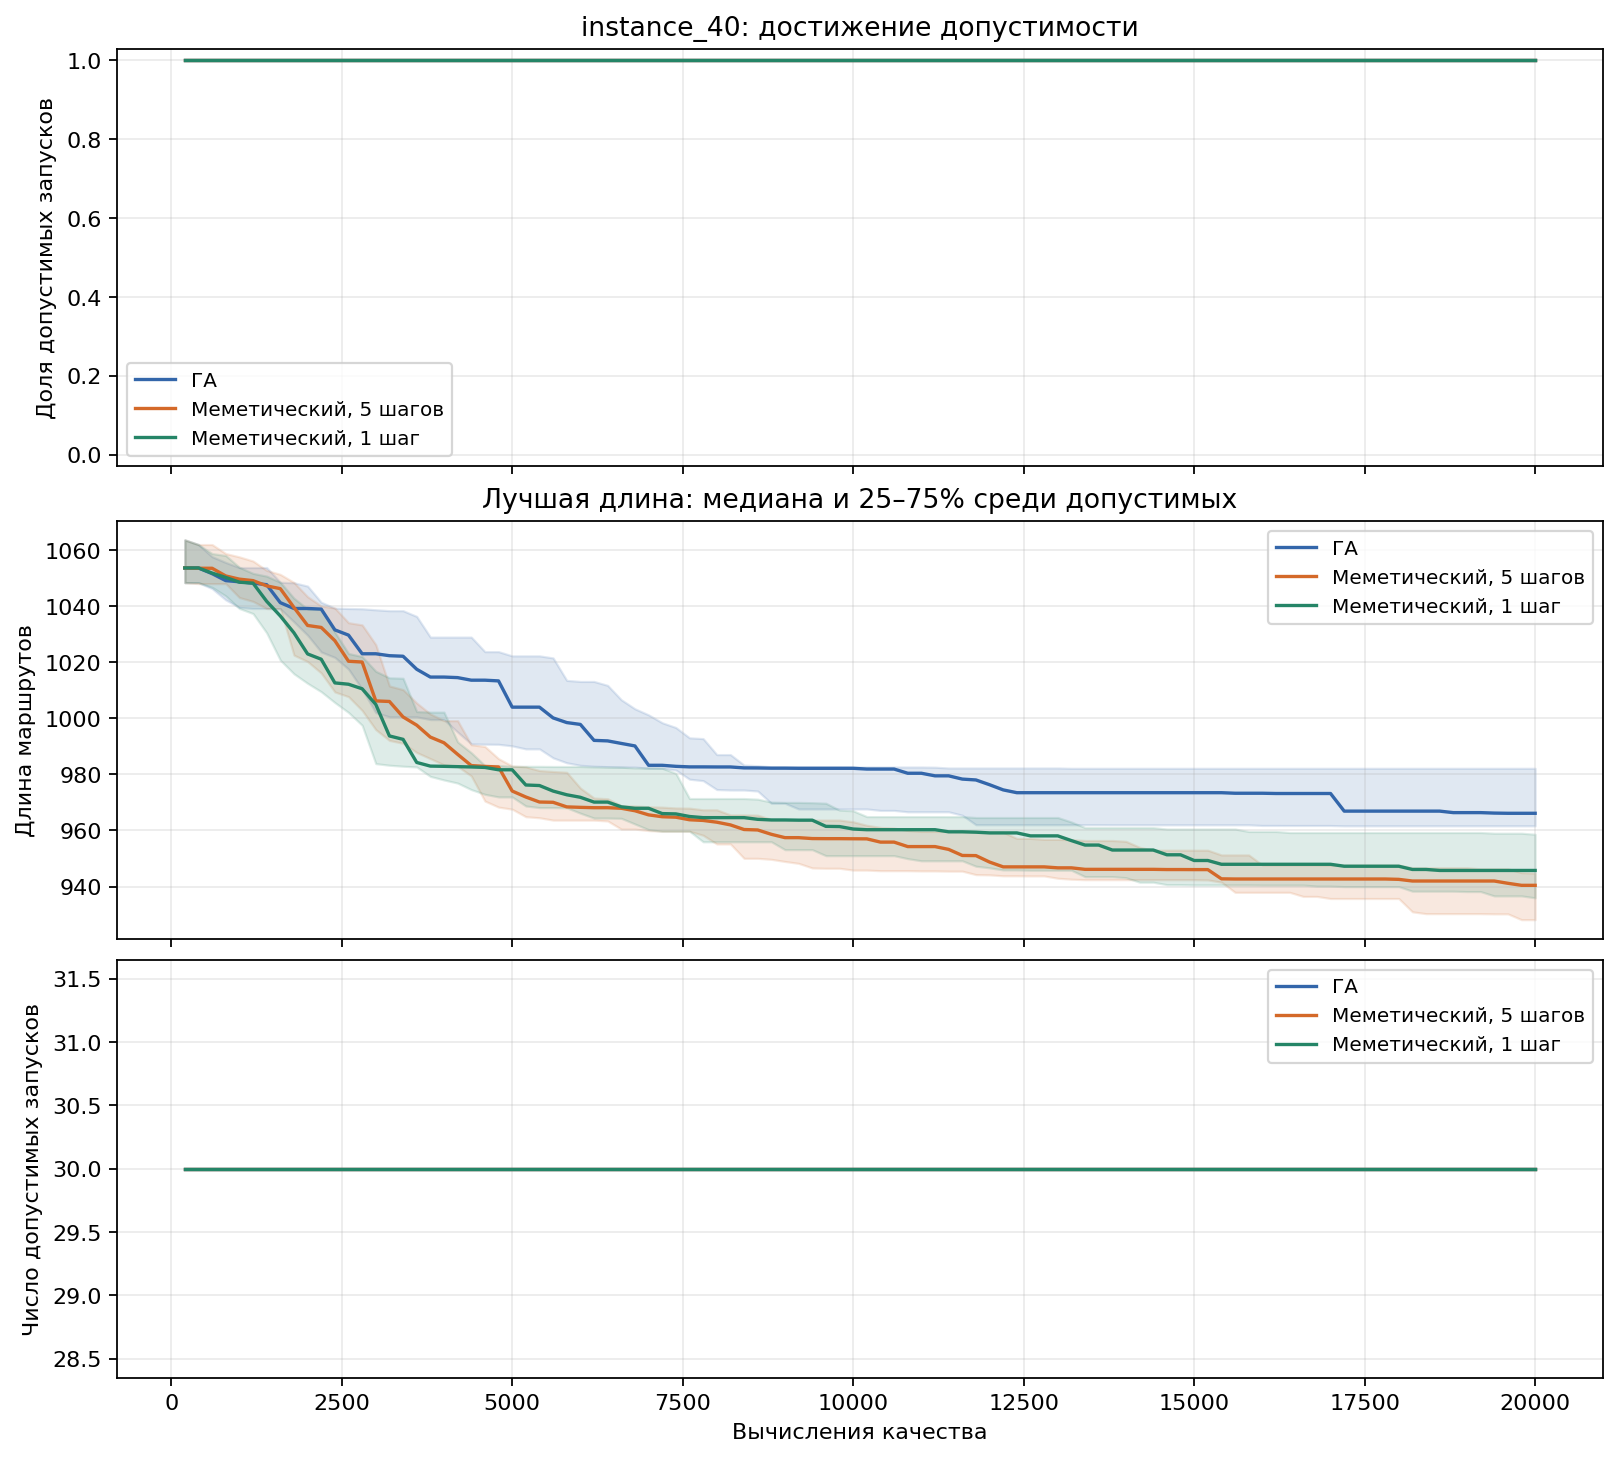 instance_40: достижение допустимости
Доля допустимых запусков
1.0
0.8
0.6
0.4
0.2
0.0
ГА
Меметический, 5 шагов
Меметический, 1 шаг
Лучшая длина: медиана и 25–75% среди допустимых
Длина маршрутов
1060
1040
1020
1000
980
960
940
ГА
Меметический, 5 шагов
Меметический, 1 шаг
Число допустимых запусков
31.5
31.0
30.5
30.0
29.5
29.0
28.5
ГА
Меметический, 5 шагов
Меметический, 1 шаг
0 2500 5000 7500 10000 12500 15000 17500 20000
Вычисления качества